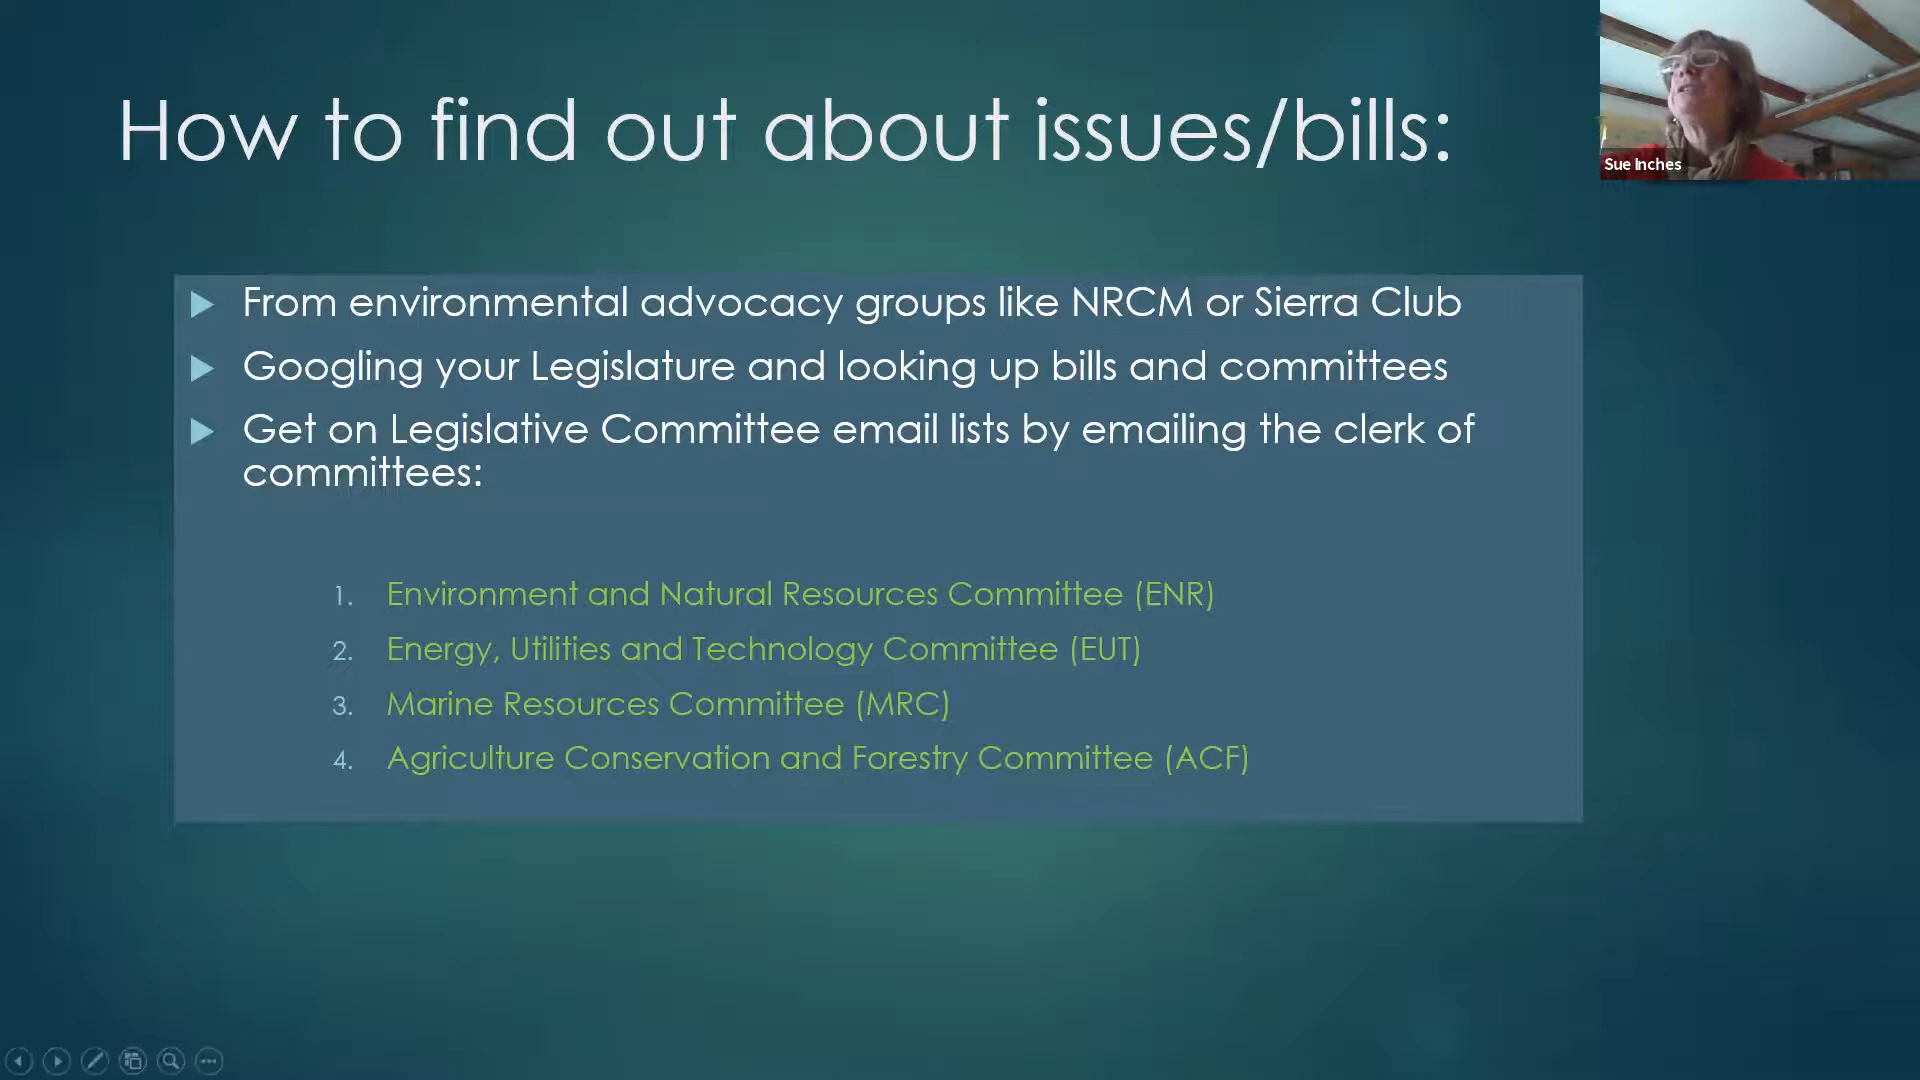 How to find out about issues/bills:
Sue Inches
From environmental advocacy groups like NRCM or Sierra Club
Googling your Legislature and looking up bills and committees
Get on Legislative Committee email lists by emailing the clerk of
committees:
1. Environment and Natural Resources Committee (ENR)
2. Energy, Utilities and Technology Committee (EUT)
3. Marine Resources Committee (MRC)
4. Agriculture Conservation and Forestry Committee (ACF)